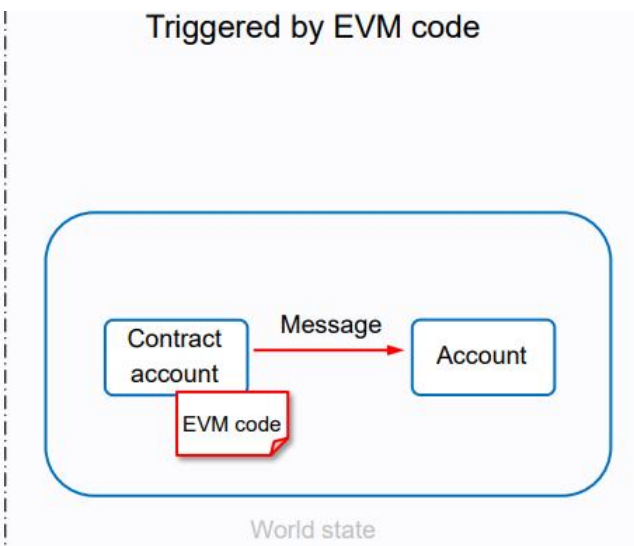 Triggered by EVM code
Message
Contract
account
Account
EVM code
World state